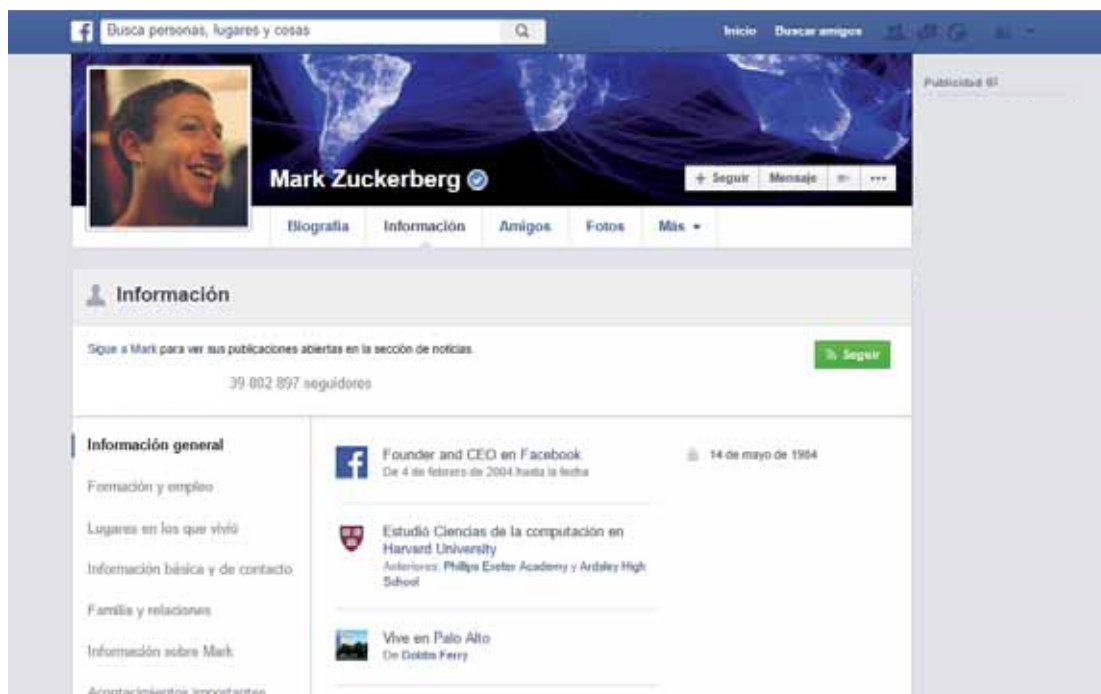 f
Busca personas, lugares y cosas
Inicio Buscar amigos
Publicidad
Mark Zuckerberg
+ Seguir Mensaje ...
Biografía Información Amigos Fotos Más
Información
Sigue a Mark para ver sus publicaciones abiertas en la sección de noticias.
Seguir
39 802 897 seguidores
Información general
Formación y empleo
Lugares en los que vivió
Información básica y de contacto
Familia y relaciones
Información sobre Mark
Acontecimientos importantes
f
Founder and CEO en Facebook
De 4 de febrero de 2004 hasta la fecha
14 de mayo de 1984
Estudió Ciencias de la computación en
Harvard University
Anteriores: Phillips Exeter Academy y Ardsley High
School
Vive en Palo Alto
De Dobbs Ferry